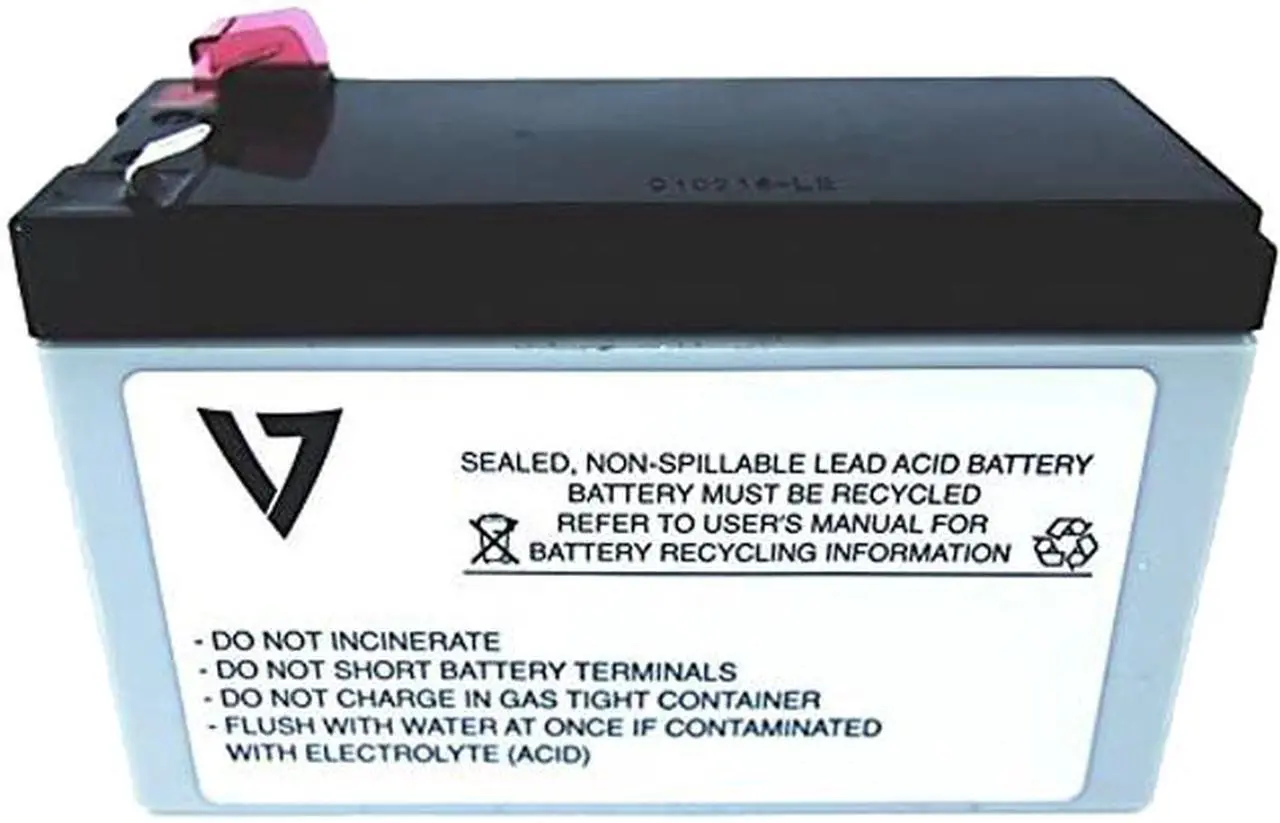 V7
SEALED, NON-SPILLABLE LEAD ACID BATTERY
BATTERY MUST BE RECYCLED
REFER TO USER'S MANUAL FOR
BATTERY RECYCLING INFORMATION
- DO NOT INCINERATE
- DO NOT SHORT BATTERY TERMINALS
- DO NOT CHARGE IN GAS TIGHT CONTAINER
- FLUSH WITH WATER AT ONCE IF CONTAMINATED
WITH ELECTROLYTE (ACID)